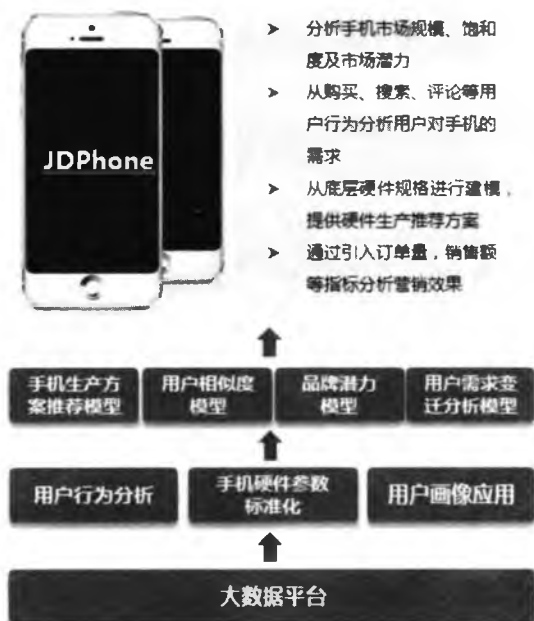 JDPhone
➤ 分析手机市场规模、饱和
度及市场潜力
➤ 从购买、搜索、评论等用
户行为分析用户对手机的
需求
➤ 从底层硬件规格进行建模，
提供硬件生产推荐方案
➤ 通过引入订单量，销售额
等指标分析营销效果
手机生产方
案推荐模型
用户相似度
模型
品牌潜力
模型
用户需求变
迁分析模型
用户行为分析
手机硬件参数
标准化
用户画像应用
大数据平台